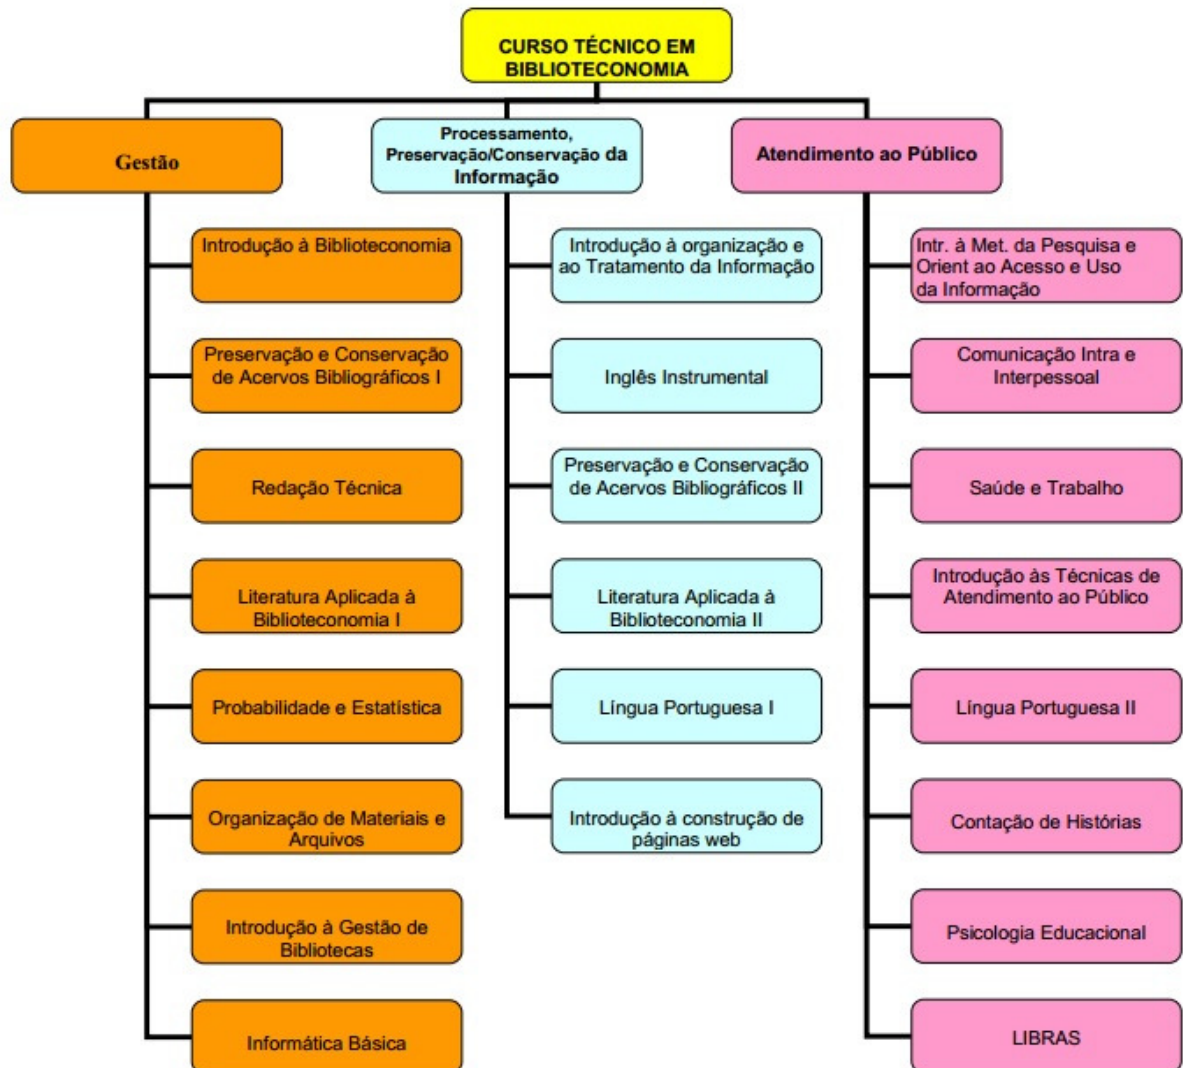 CURSO TÉCNICO EM
BIBLIOTECONOMIA
Gestão
Introdução à Biblioteconomia
Preservação e Conservação
de Acervos Bibliográficos I
Redação Técnica
Literatura Aplicada à
Biblioteconomia I
Probabilidade e Estatística
Organização de Materiais e
Arquivos
Introdução à Gestão de
Bibliotecas
Informática Básica
Processamento,
Preservação/Conservação da
Informação
Introdução à organização e
ao Tratamento da Informação
Inglês Instrumental
Preservação e Conservação
de Acervos Bibliográficos II
Literatura Aplicada à
Biblioteconomia II
Língua Portuguesa I
Introdução à construção de
páginas web
Atendimento ao Público
Intr. à Met. da Pesquisa e
Orient ao Acesso e Uso
da Informação
Comunicação Intra e
Interpessoal
Saúde e Trabalho
Introdução às Técnicas de
Atendimento ao Público
Língua Portuguesa II
Contação de Histórias
Psicologia Educacional
LIBRAS